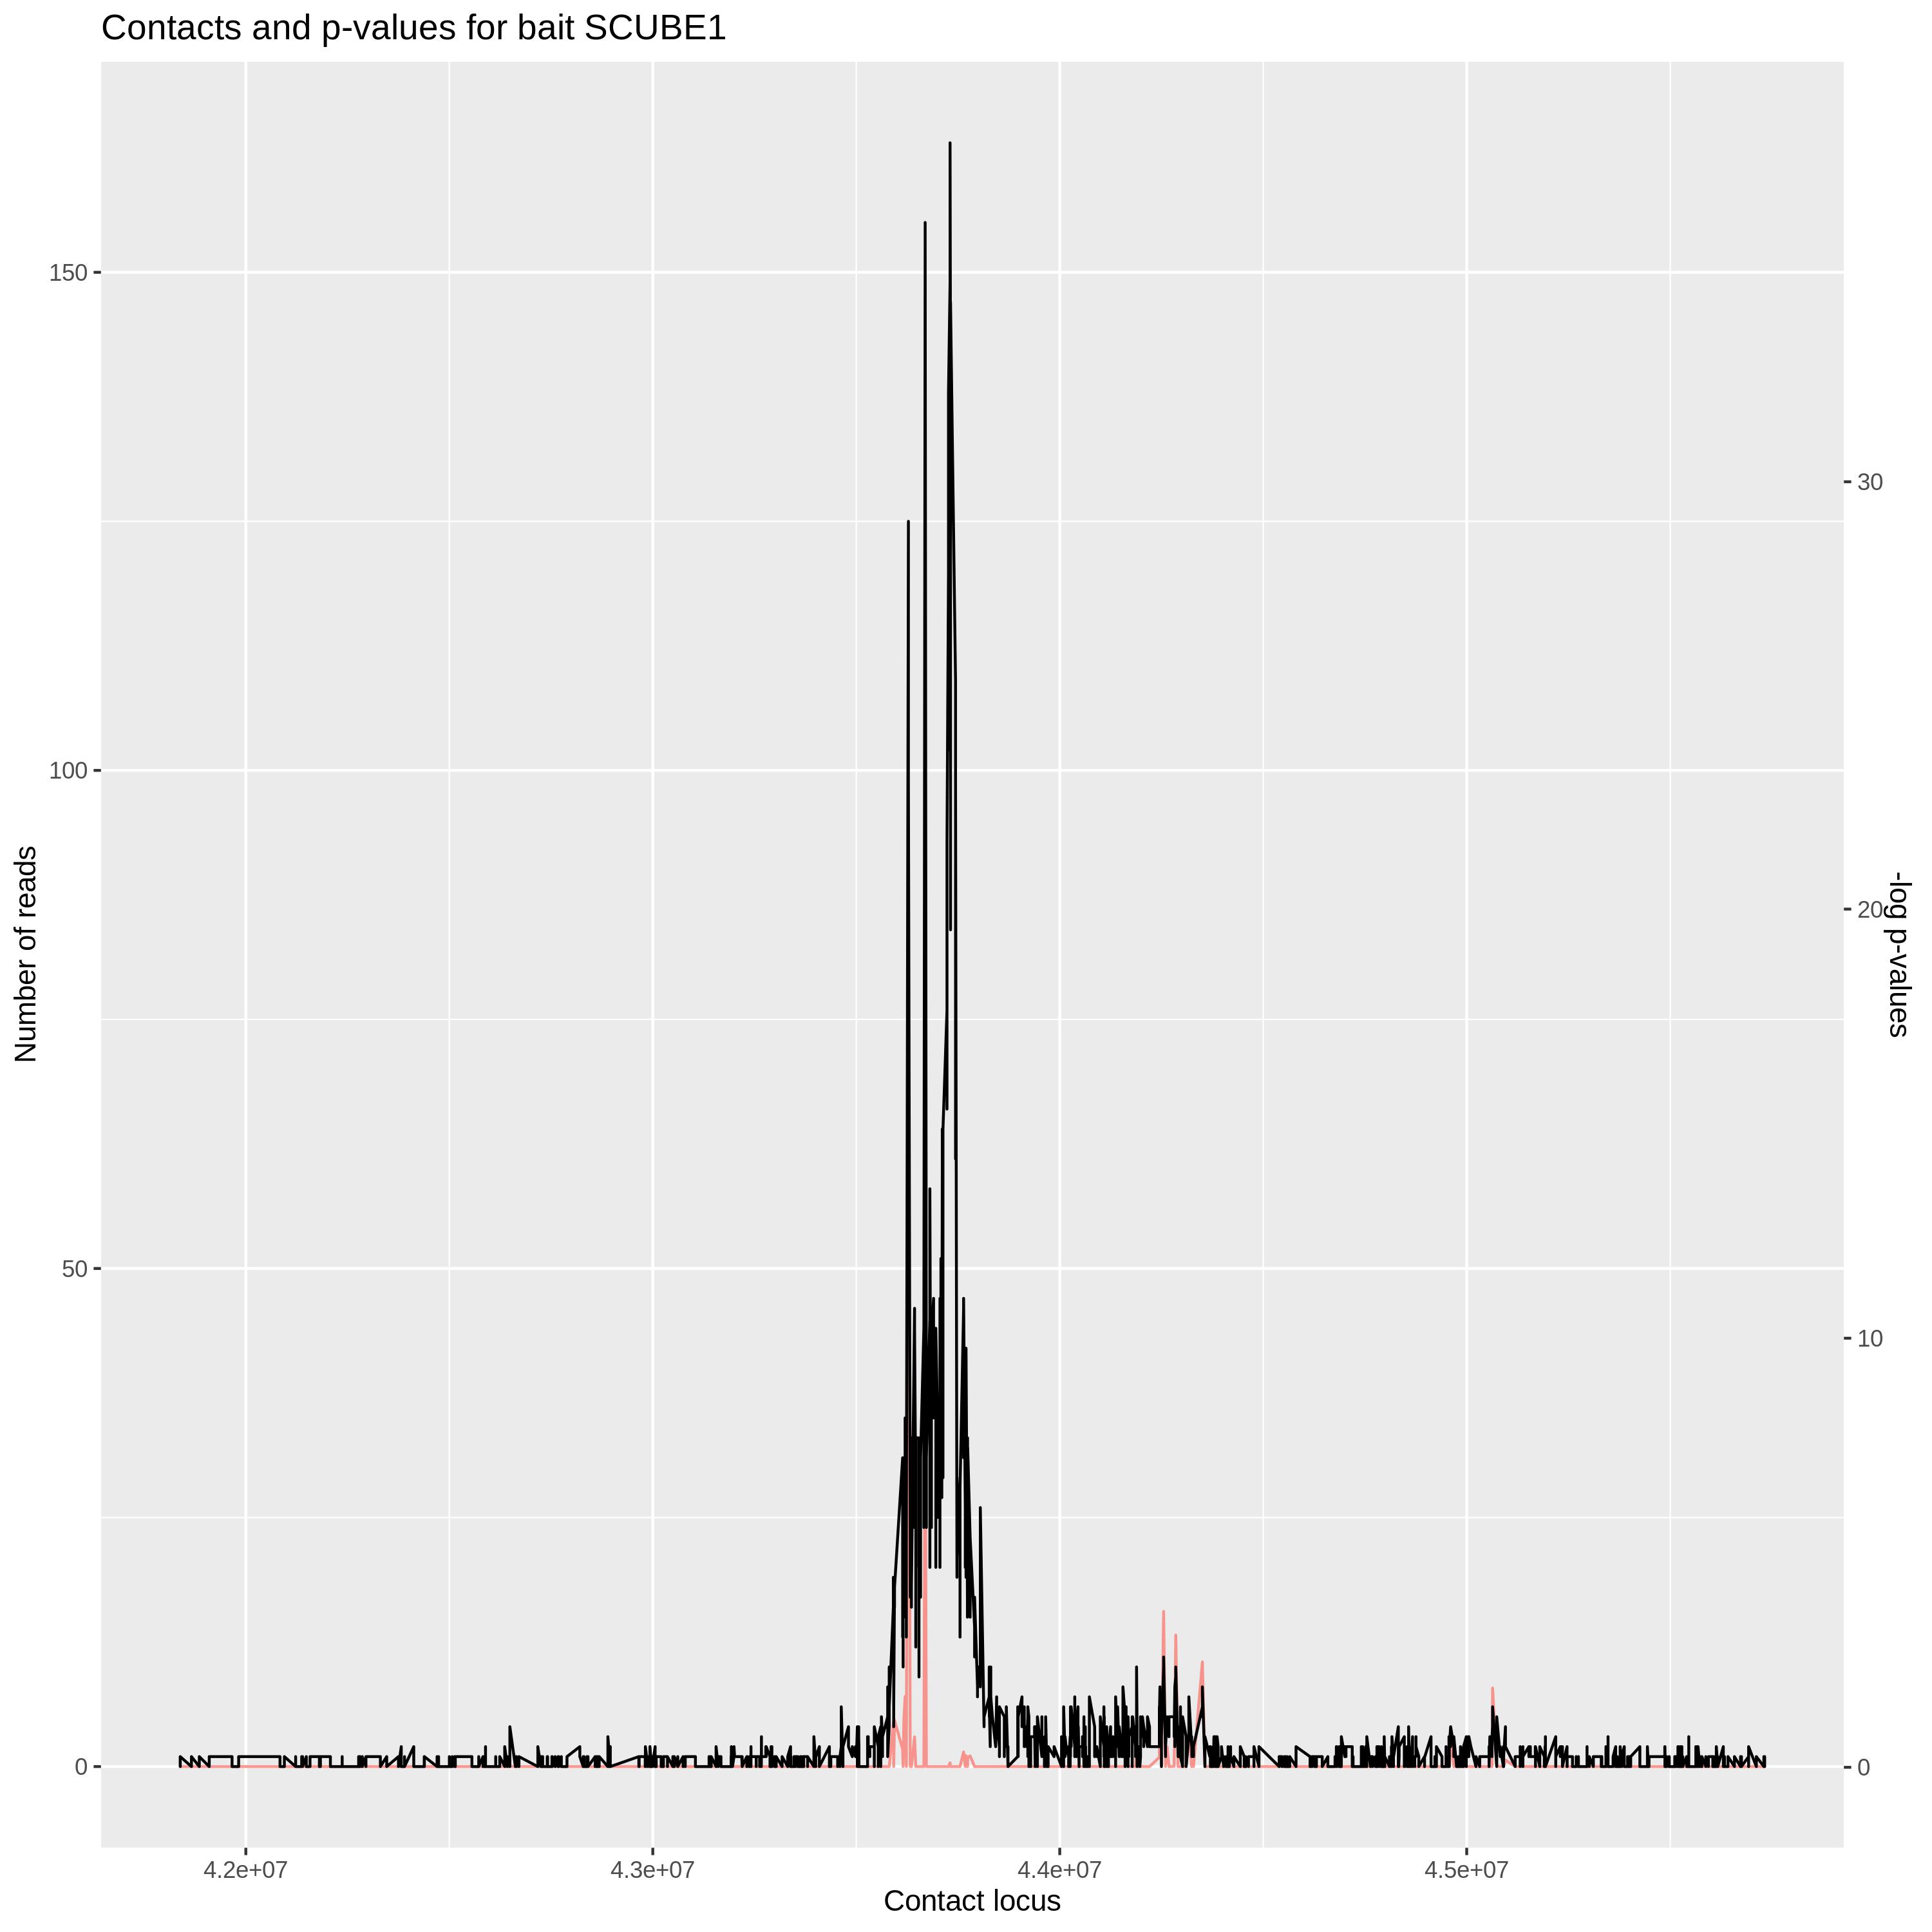 Contacts and p-values for bait SCUBE1
150
100
50
0
Number of reads
30
20
10
0
-log p-values
4.2e+07
4.3e+07
4.4e+07
4.5e+07
Contact locus